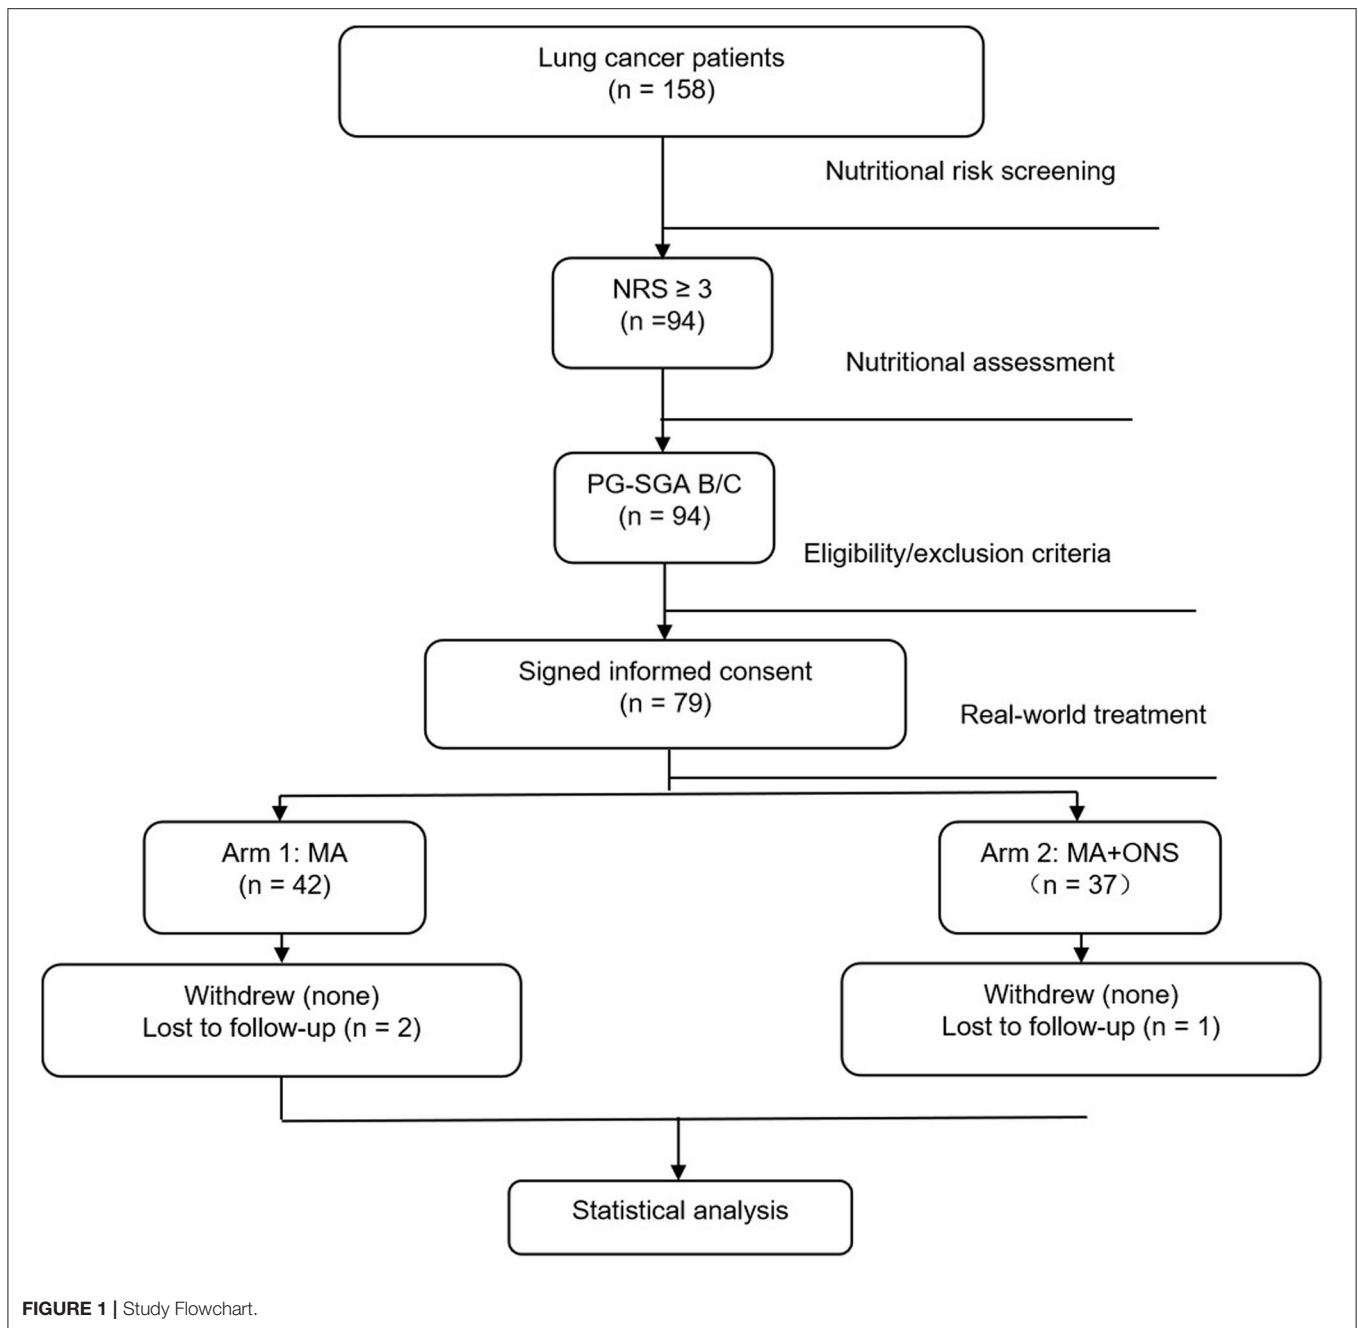 Lung cancer patients
(n = 158)
Nutritional risk screening
NRS ≥ 3
(n =94)
Nutritional assessment
PG-SGA B/C
(n = 94)
Eligibility/exclusion criteria
Signed informed consent
(n = 79)
Real-world treatment
Arm 1: MA
(n = 42)
Arm 2: MA+ONS
（n = 37）
Withdrew (none)
Lost to follow-up (n = 2)
Withdrew (none)
Lost to follow-up (n = 1)
Statistical analysis
FIGURE 1 | Study Flowchart.